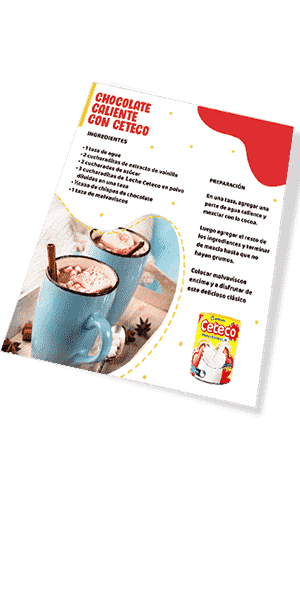 CHOCOLATE
CALIENTE
CON CETECO
INGREDIENTES
• 1 taza de agua
• 2 cucharaditas de extracto de vainilla
• 2 cucharadas de azúcar
• 3 cucharaditas de Leche Ceteco en polvo
diluidas en una taza
• ½ taza de chispas de chocolate
• 1 taza de malvaviscos
PREPARACIÓN
En una taza, agregar una
parte de agua caliente y
mezclar con la cocoa.
Luego agregar el resto de
los ingredientes y terminar
de mezcla hasta que no
hayan grumos.
Colocar malvaviscos
encima y a disfrutar de
este delicioso clásico
Ceteco